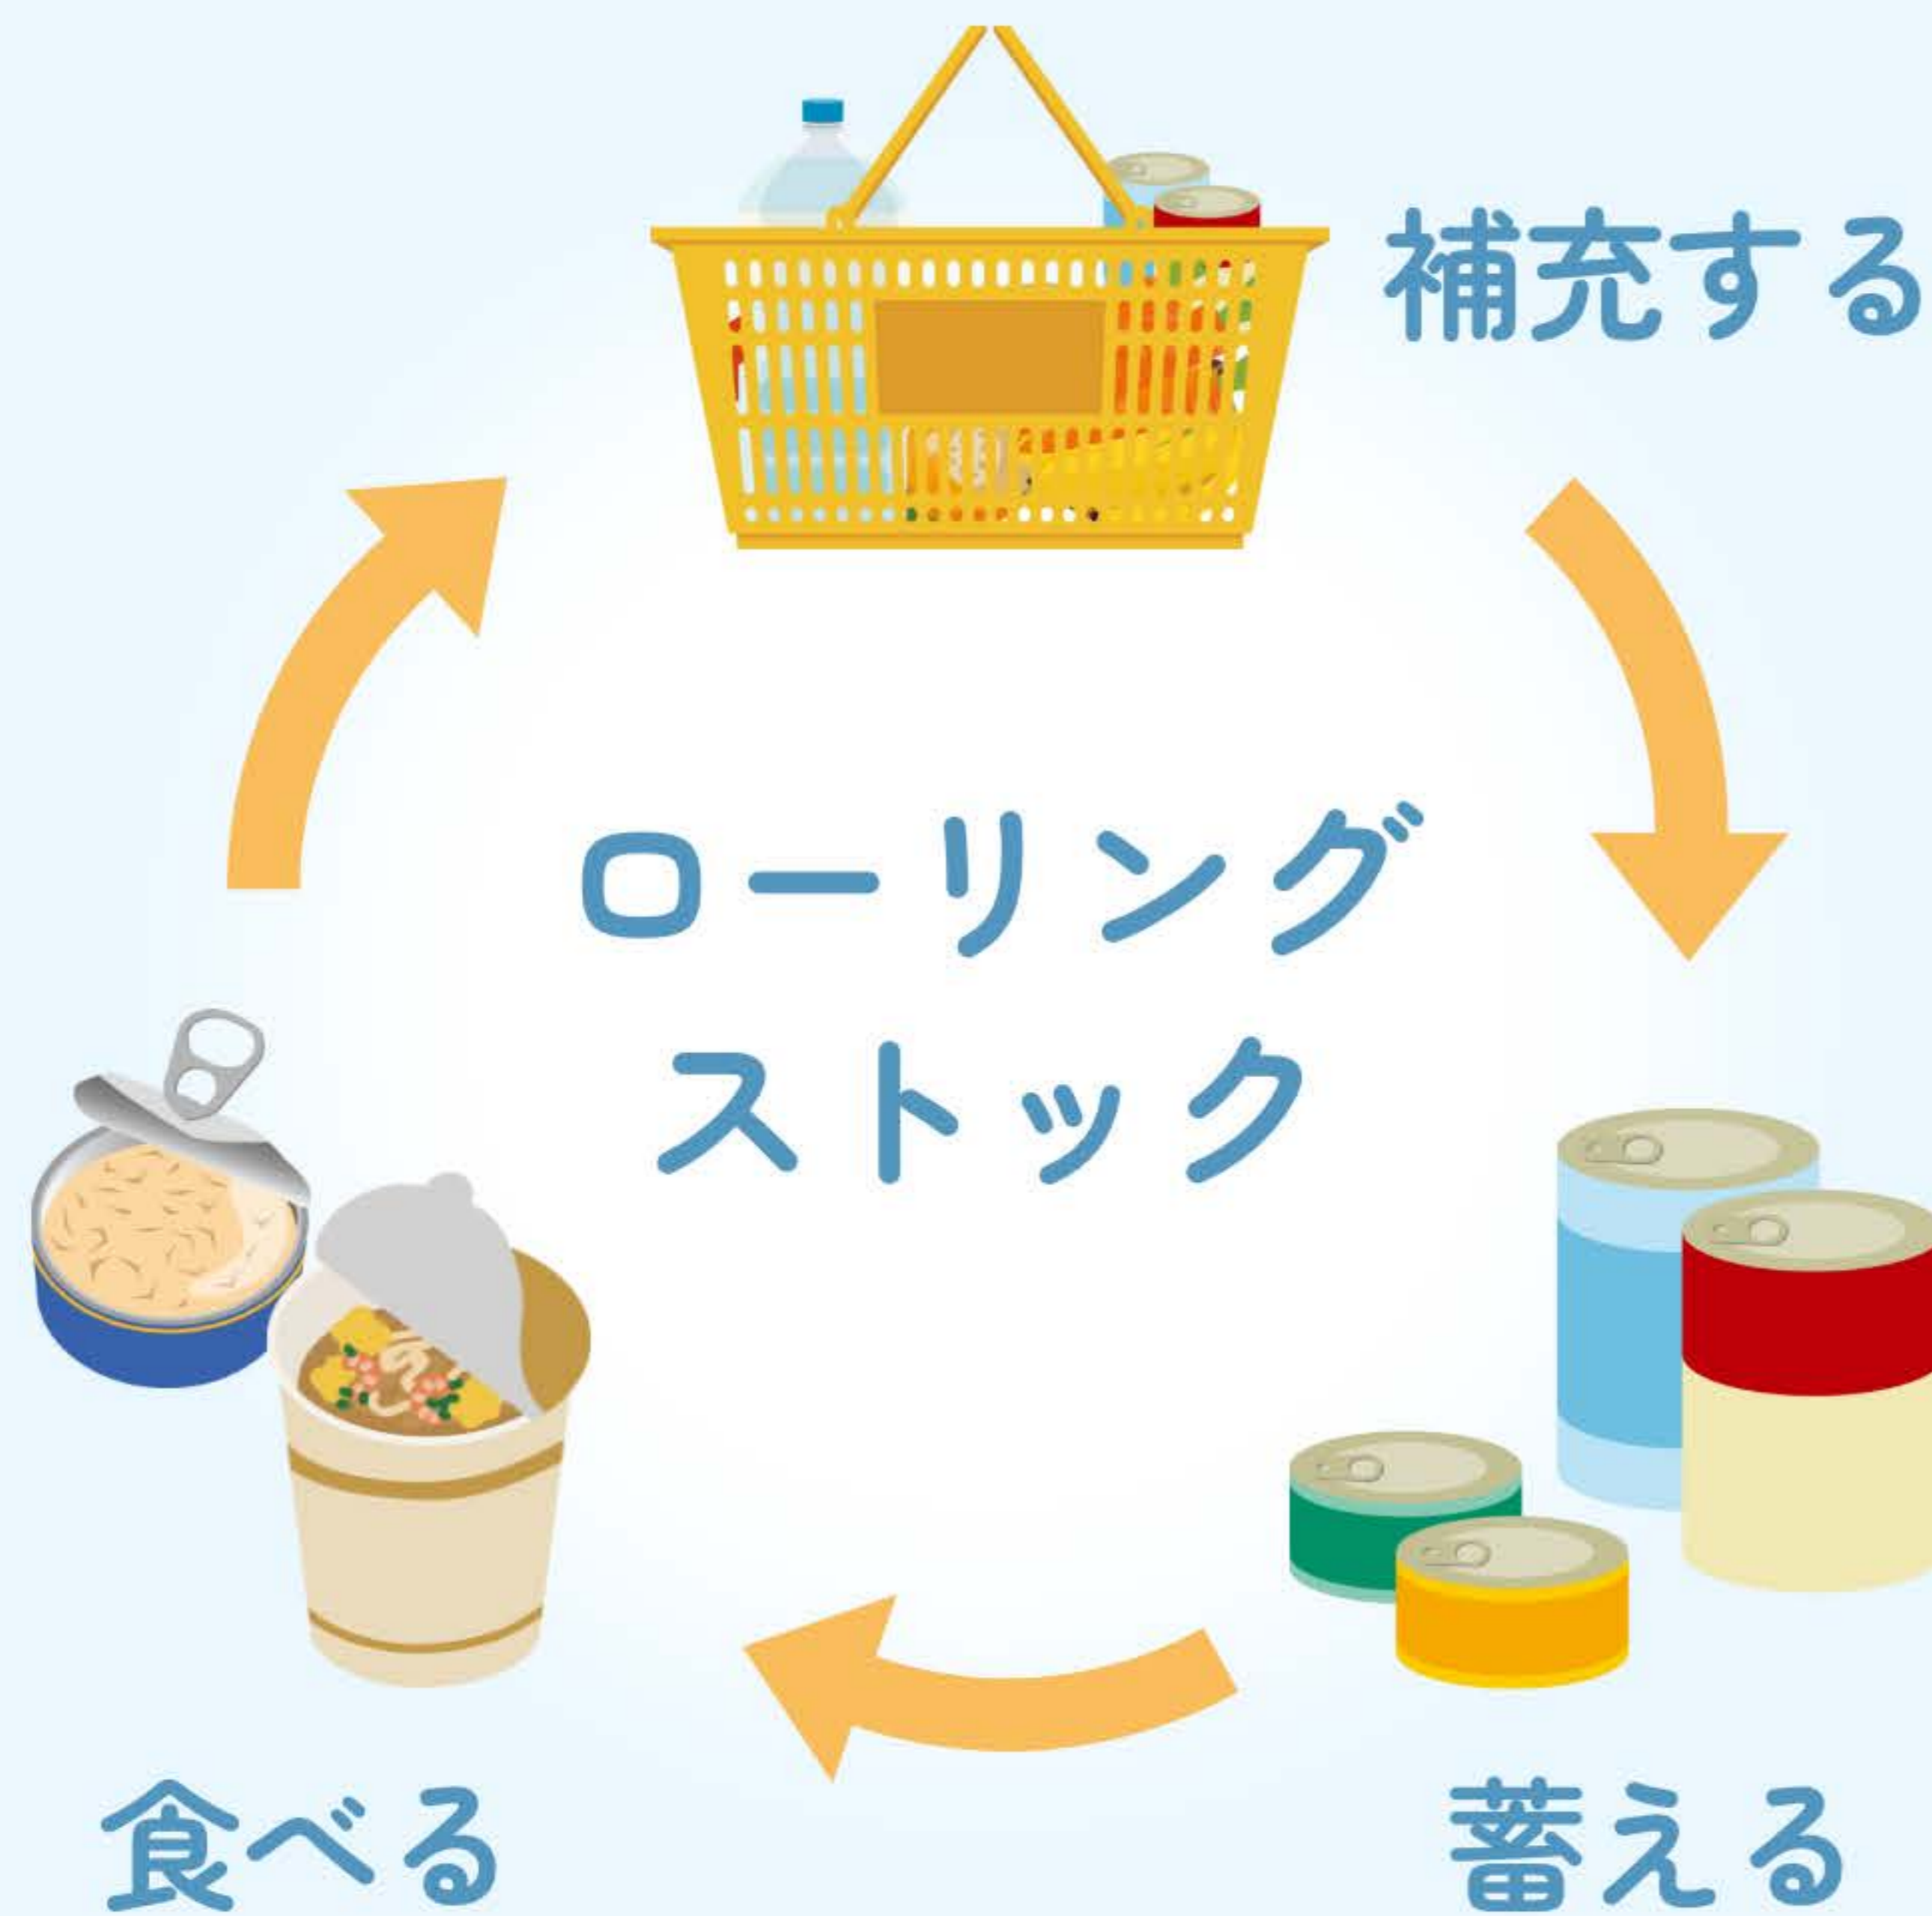 補充する
ローリング
ストック
食べる
蓄える